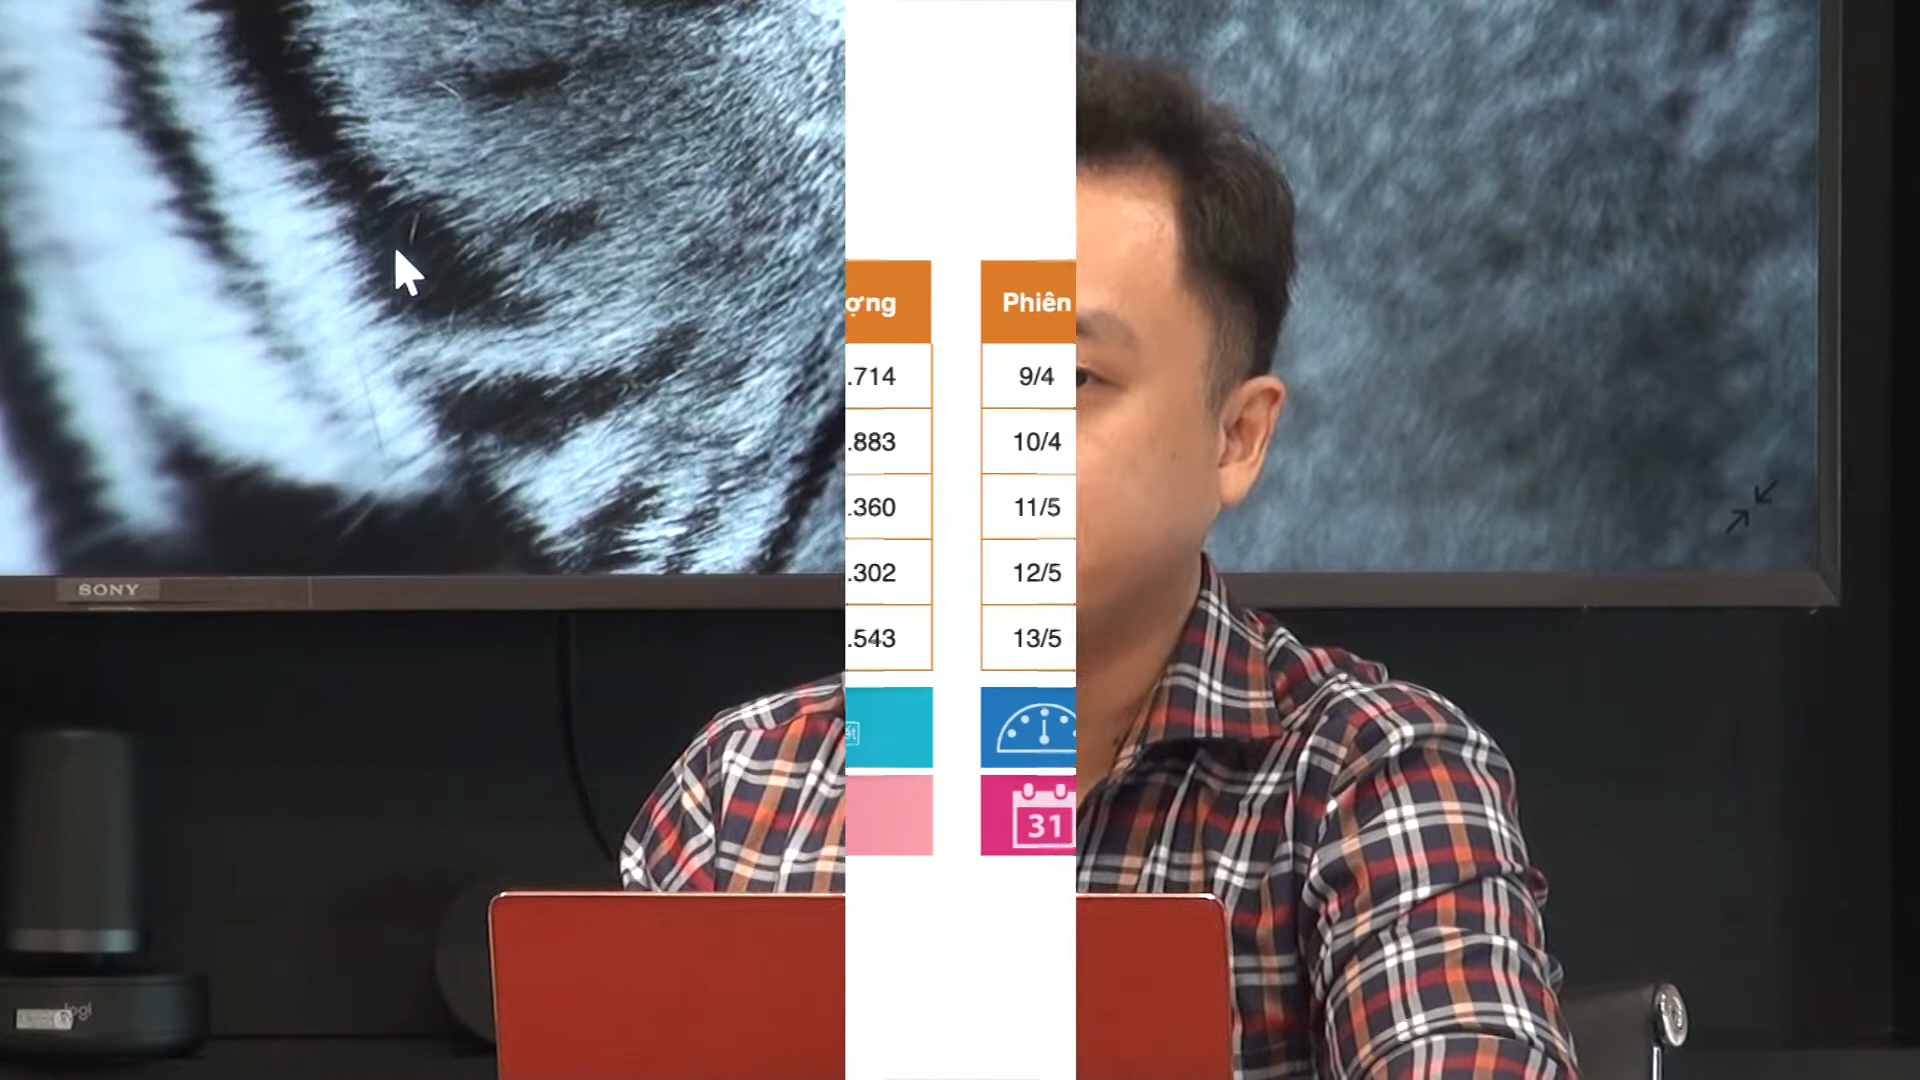 ợng
Phiên
.714
9/4
.883
10/4
.360
11/5
.302
12/5
.543
13/5
31
SONY
logi